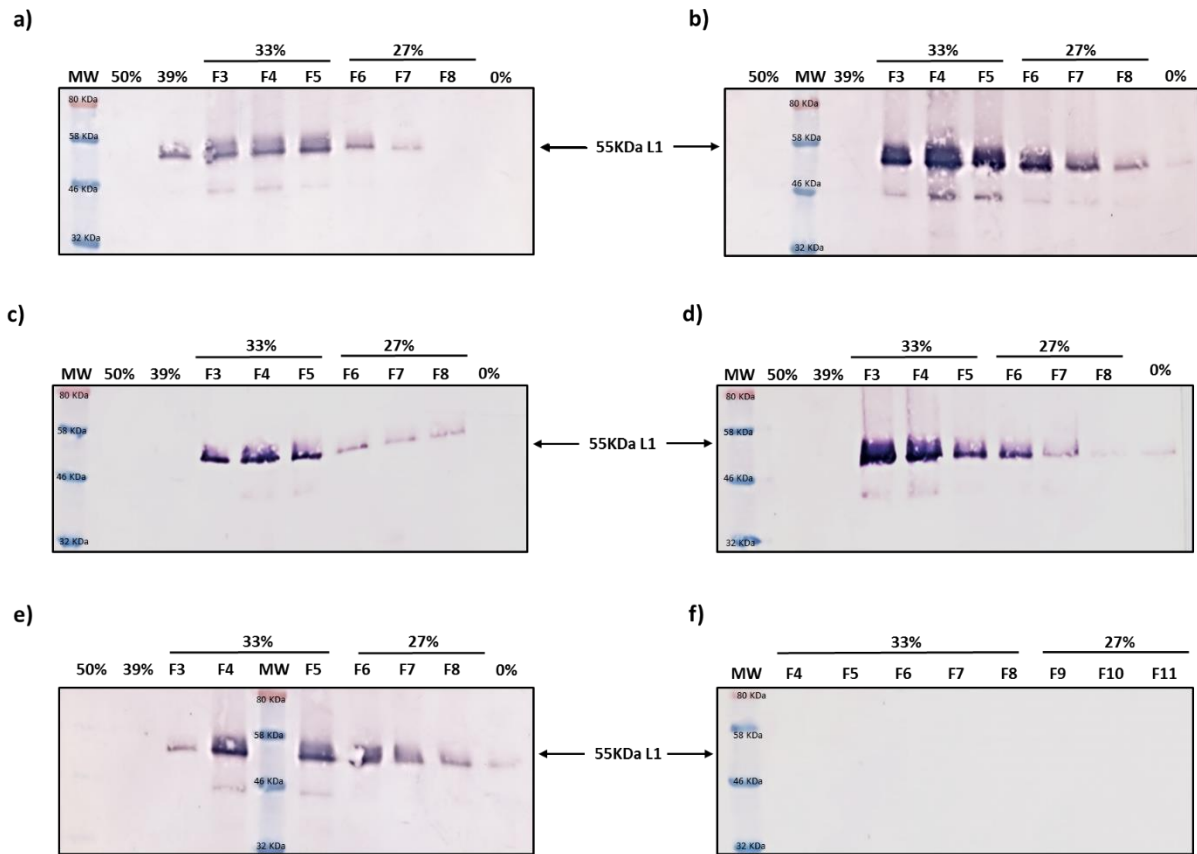 a)
33% 27%
MW 50% 39% F3 F4 F5 F6 F7 F8 0%
80 KDa
58 KDa
46 KDa
32 KDa
b)
33% 27%
50% MW 39% F3 F4 F5 F6 F7 F8 0%
80 KDa
58 KDa
46 KDa
32 KDa
55KDa L1
c)
33% 27%
MW 50% 39% F3 F4 F5 F6 F7 F8 0%
80 KDa
58 KDa
46 KDa
32 KDa
d)
33% 27%
MW 50% 39% F3 F4 F5 F6 F7 F8 0%
80 KDa
58 KDa
46 KDa
32 KDa
55KDa L1
e)
33% 27%
50% 39% F3 F4 MW F5 F6 F7 F8 0%
80 KDa
58 KDa
46 KDa
32 KDa
f)
33% 27%
MW F4 F5 F6 F7 F8 F9 F10 F11
80 KDa
58 KDa
46 KDa
32 KDa
55KDa L1